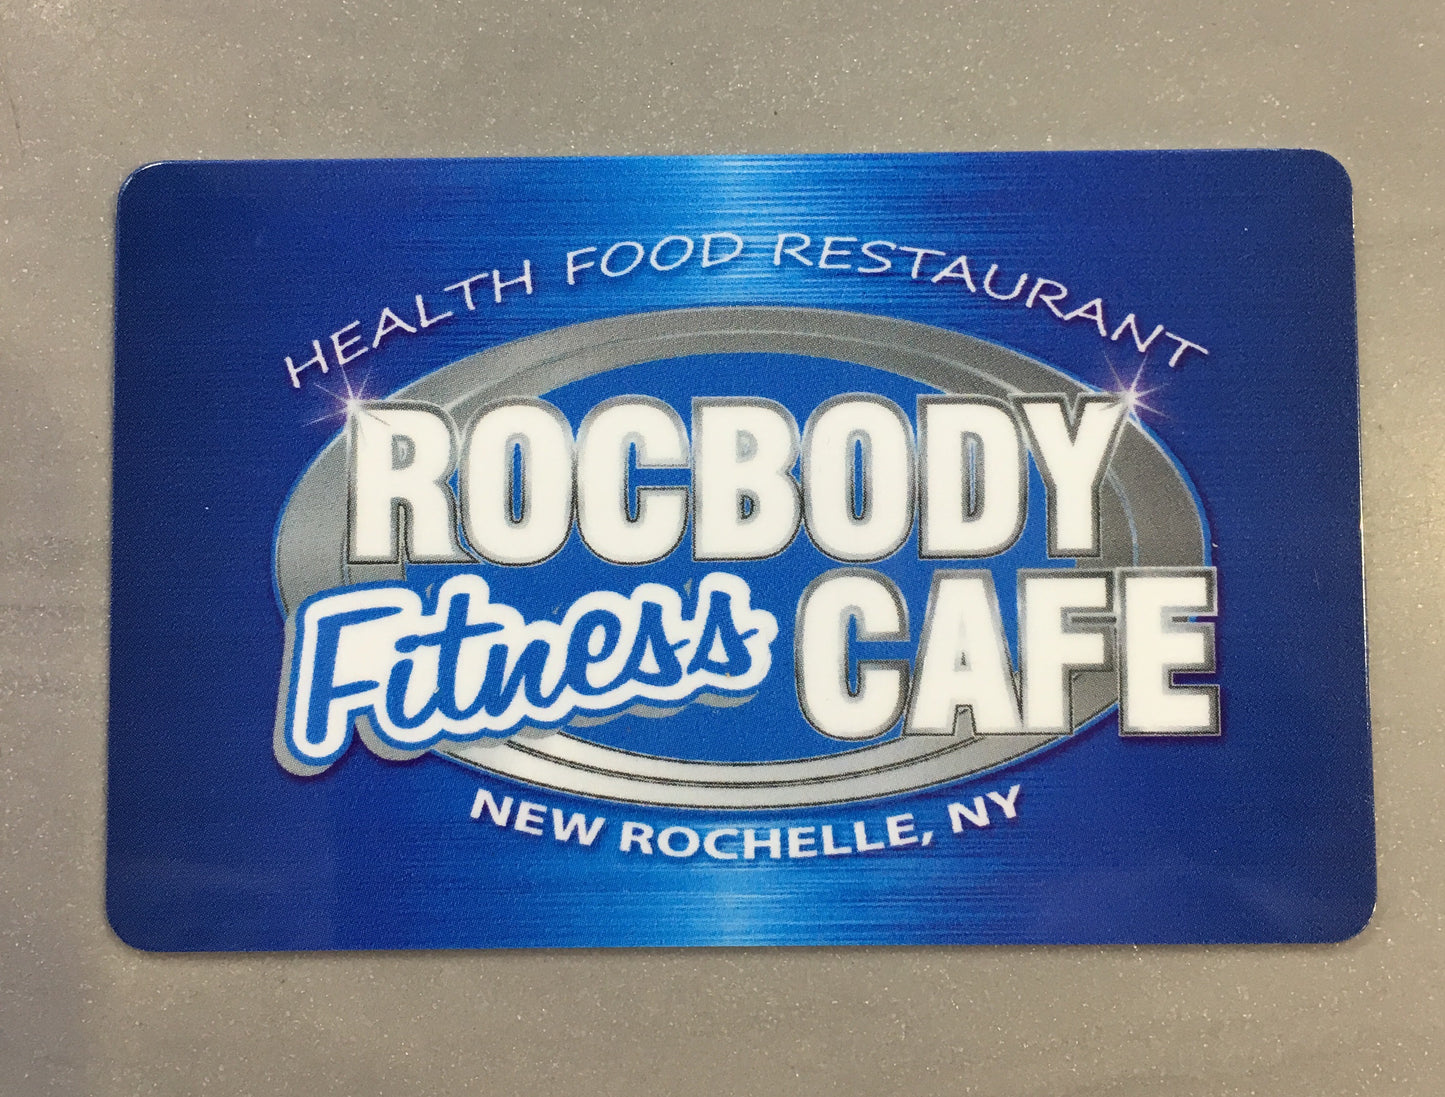 HEALTH FOOD RESTAURANT
ROCBODY
Fitness CAFE
NEW ROCHELLE, NY